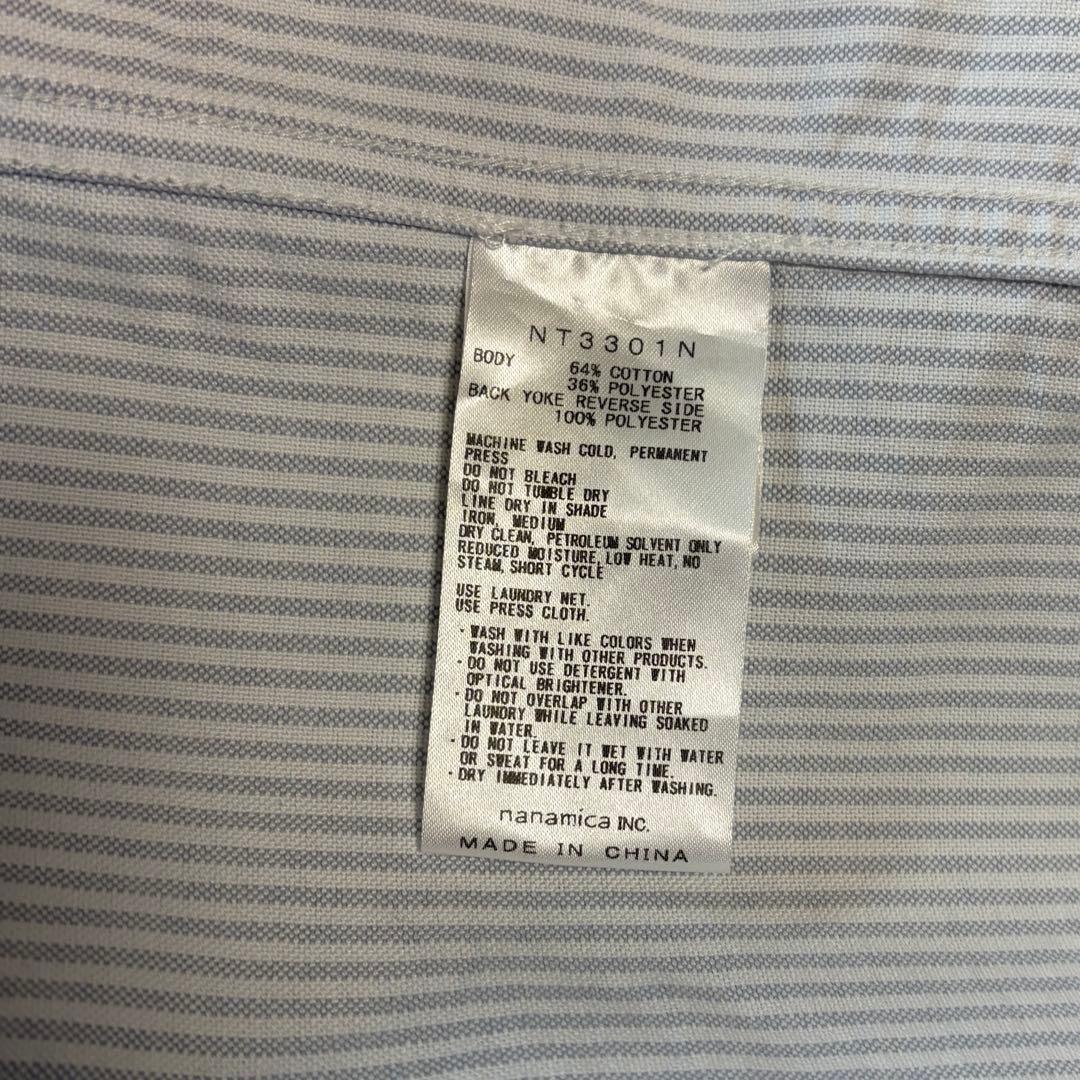 NT3301N
BODY 64% COTTON
36% POLYESTER
BACK YOKE REVERSE SIDE
100% POLYESTER
MACHINE WASH COLD, PERMANENT
PRESS
DO NOT BLEACH
DO NOT TUMBLE DRY
LINE DRY IN SHADE
IRON, MEDIUM
DRY CLEAN, PETROLEUM SOLVENT ONLY
REDUCED MOISTURE, LOW HEAT, NO
STEAM, SHORT CYCLE
USE LAUNDRY NET.
USE PRESS CLOTH.
・WASH WITH LIKE COLORS WHEN
WASHING WITH OTHER PRODUCTS.
・DO NOT USE DETERGENT WITH
OPTICAL BRIGHTENER.
・DO NOT OVERLAP WITH OTHER
LAUNDRY WHILE LEAVING SOAKED
IN WATER.
・DO NOT LEAVE IT WET WITH WATER
OR SWEAT FOR A LONG TIME.
・DRY IMMEDIATELY AFTER WASHING.
nanamica INC.
MADE IN CHINA